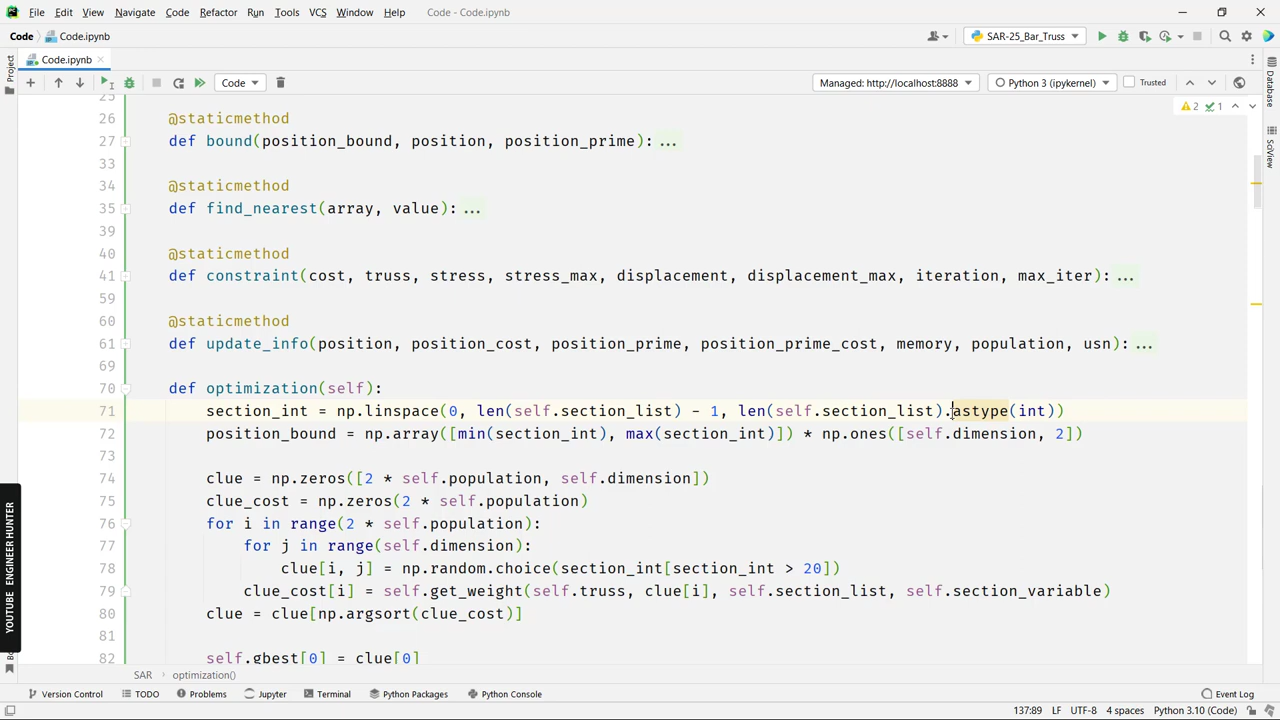 File Edit View Navigate Code Refactor Run Tools VCS Window Help Code - Code.ipynb
Code Code.ipynb SAR-25_Bar_Truss
Project
Code.ipynb
Code Managed: http://localhost:8888 Python 3 (ipykernel) Trusted
Database
SciView
2 1
25
26 @staticmethod
27 def bound(position_bound, position, position_prime):...
33
34 @staticmethod
35 def find_nearest(array, value):...
39
40 @staticmethod
41 def constraint(cost, truss, stress, stress_max, displacement, displacement_max, iteration, max_iter):...
59
60 @staticmethod
61 def update_info(position, position_cost, position_prime, position_prime_cost, memory, population, usn):...
69
70 def optimization(self):
71 section_int = np.linspace(0, len(self.section_list) - 1, len(self.section_list).astype(int))
72 position_bound = np.array([min(section_int), max(section_int)]) * np.ones([self.dimension, 2])
73
74 clue = np.zeros([2 * self.population, self.dimension])
75 clue_cost = np.zeros(2 * self.population)
76 for i in range(2 * self.population):
77 for j in range(self.dimension):
78 clue[i, j] = np.random.choice(section_int[section_int > 20])
79 clue_cost[i] = self.get_weight(self.truss, clue[i], self.section_list, self.section_variable)
80 clue = clue[np.argsort(clue_cost)]
81
82 self.gbest[0] = clue[0]
YOUTUBE ENGINEER HUNTER
SAR optimization()
Version Control TODO Problems Jupyter Terminal Python Packages Python Console Event Log
137:89 LF UTF-8 4 spaces Python 3.10 (Code)